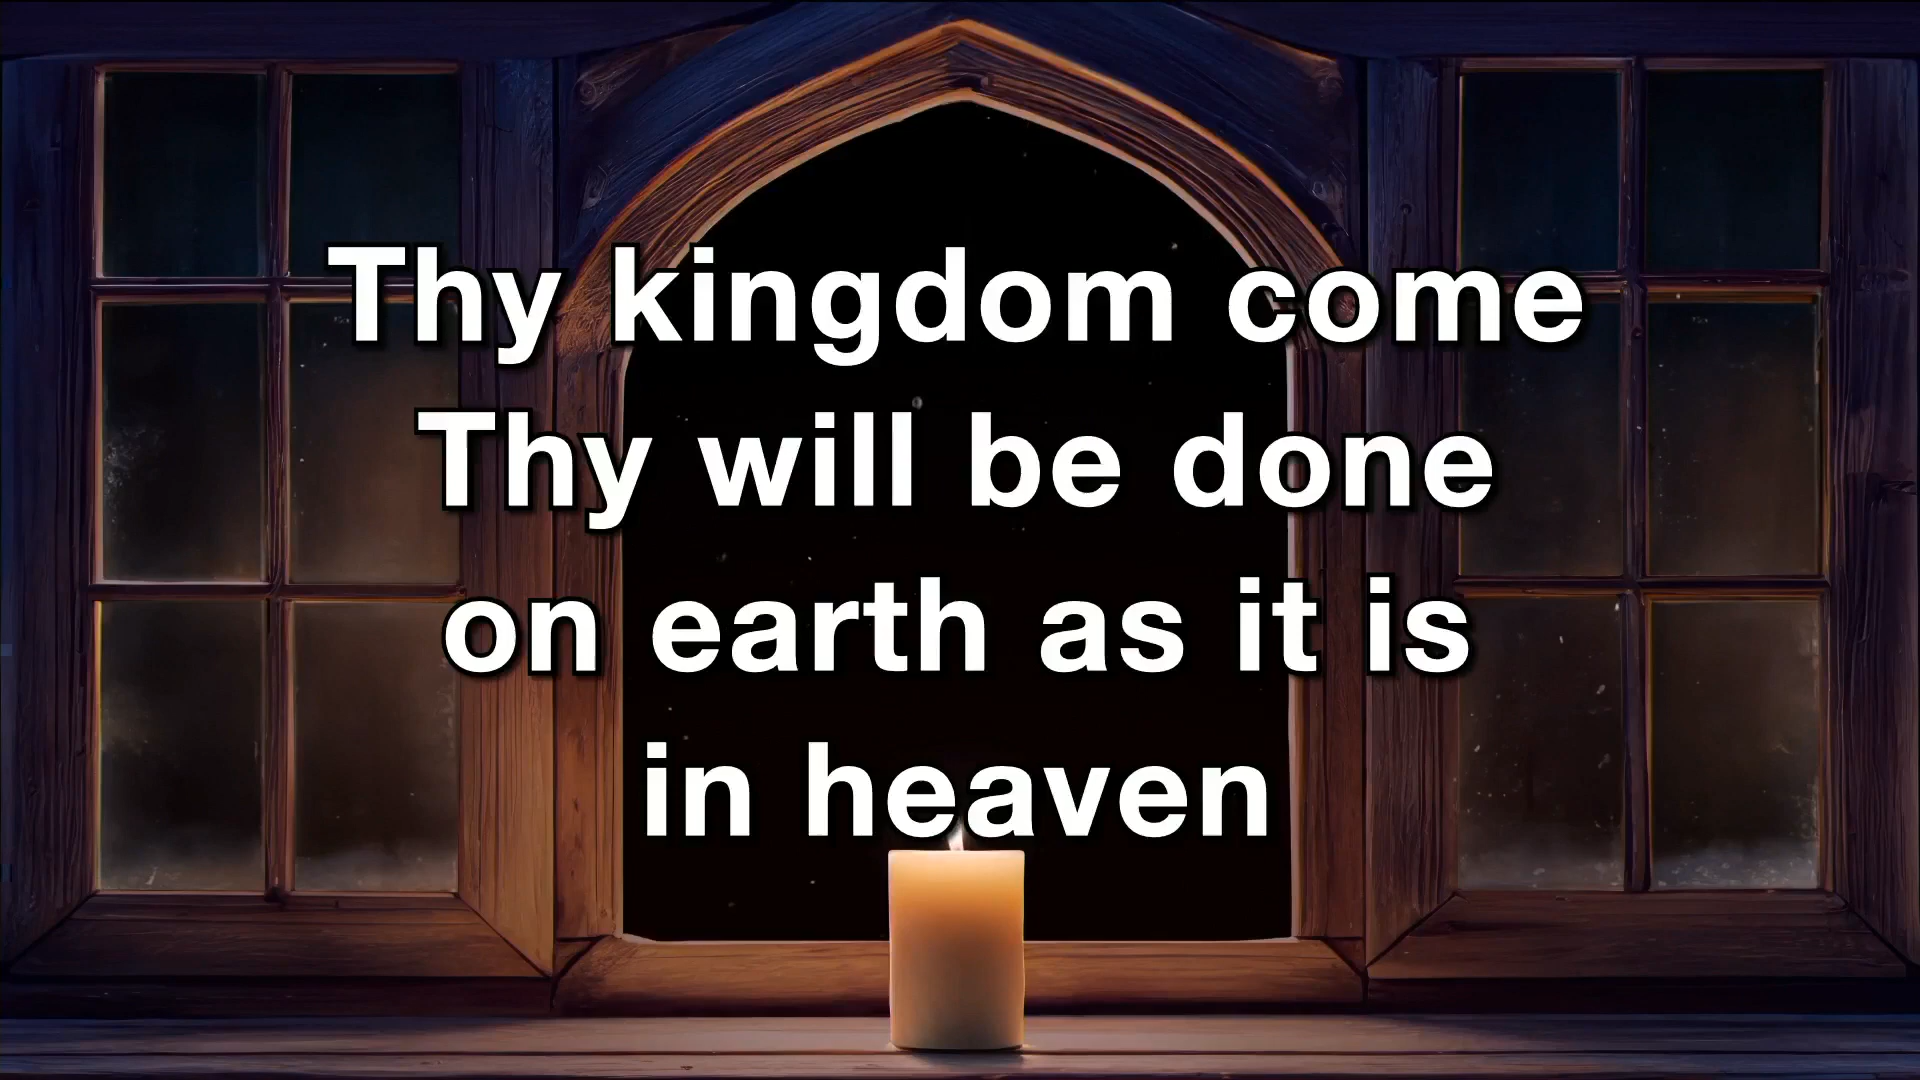 Thy kingdom come
Thy will be done
on earth as it is
in heaven